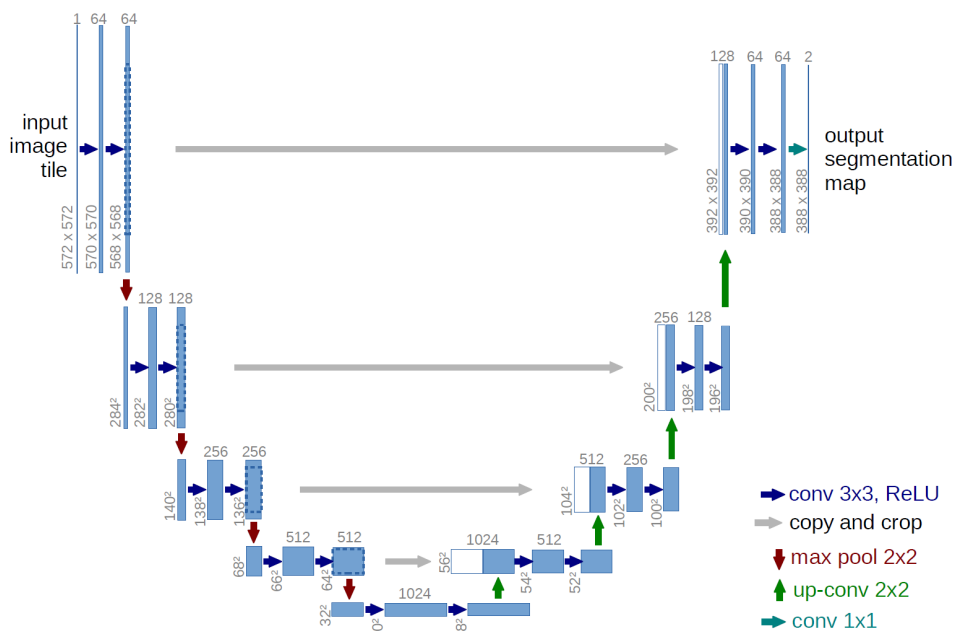 1 64 64
input
image
tile
572 x 572
570 x 570
568 x 568
128 64 64 2
output
segmentation
map
392 x 392
390 x 390
388 x 388
388 x 388
128 128
284²
282²
280²
256 128
200²
198²
196²
256 256
140²
138²
136²
512 256
104²
102²
100²
512 512
68²
66²
64²
1024 512
56²
54²
52²
1024
32²
0²
8²
conv 3x3, ReLU
copy and crop
max pool 2x2
up-conv 2x2
conv 1x1